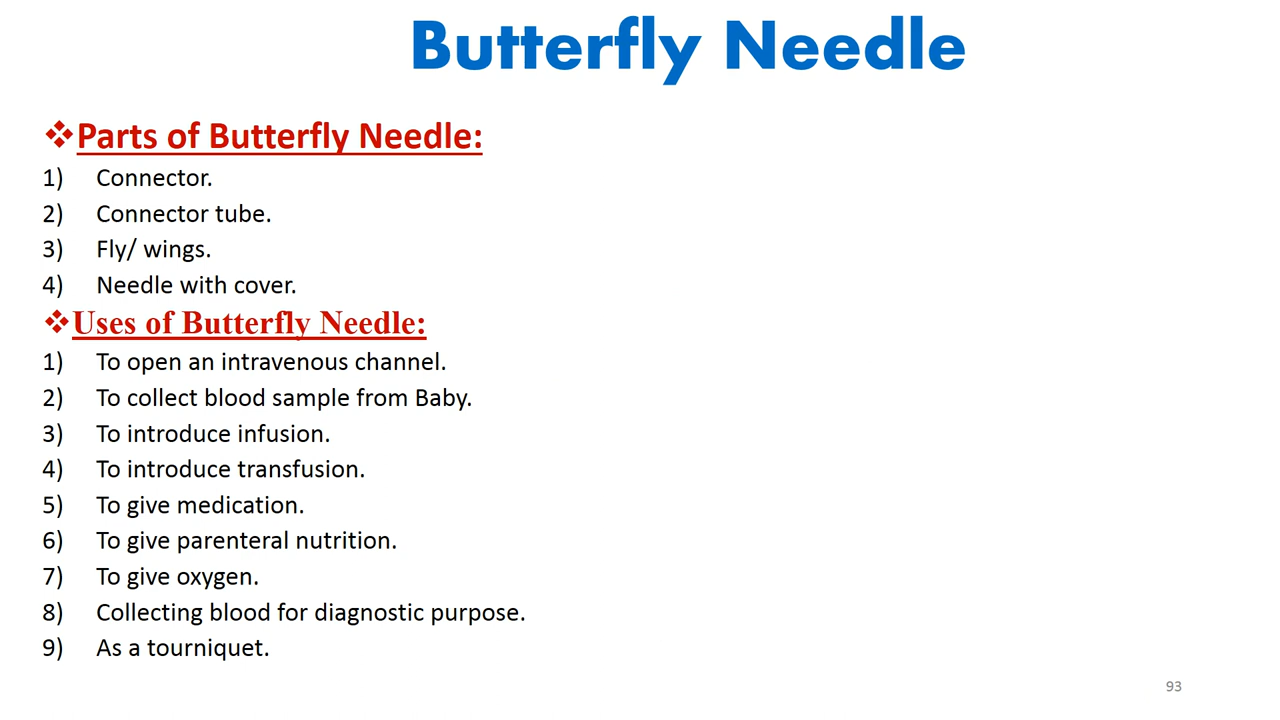 Butterfly Needle
❖Parts of Butterfly Needle:
1) Connector.
2) Connector tube.
3) Fly/ wings.
4) Needle with cover.
❖Uses of Butterfly Needle:
1) To open an intravenous channel.
2) To collect blood sample from Baby.
3) To introduce infusion.
4) To introduce transfusion.
5) To give medication.
6) To give parenteral nutrition.
7) To give oxygen.
8) Collecting blood for diagnostic purpose.
9) As a tourniquet.
93